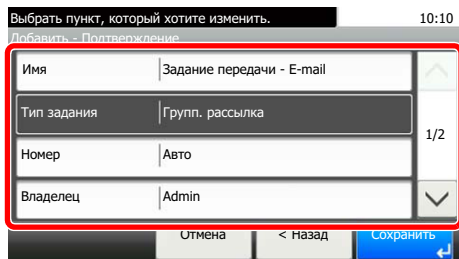 Выбрать пункт, который хотите изменить. 10:10
Добавить - Подтверждение
Имя Задание передачи - E-mail
Тип задания Групп. рассылка
1/2
Номер Авто
Владелец Admin
Отмена < Назад Сохранить